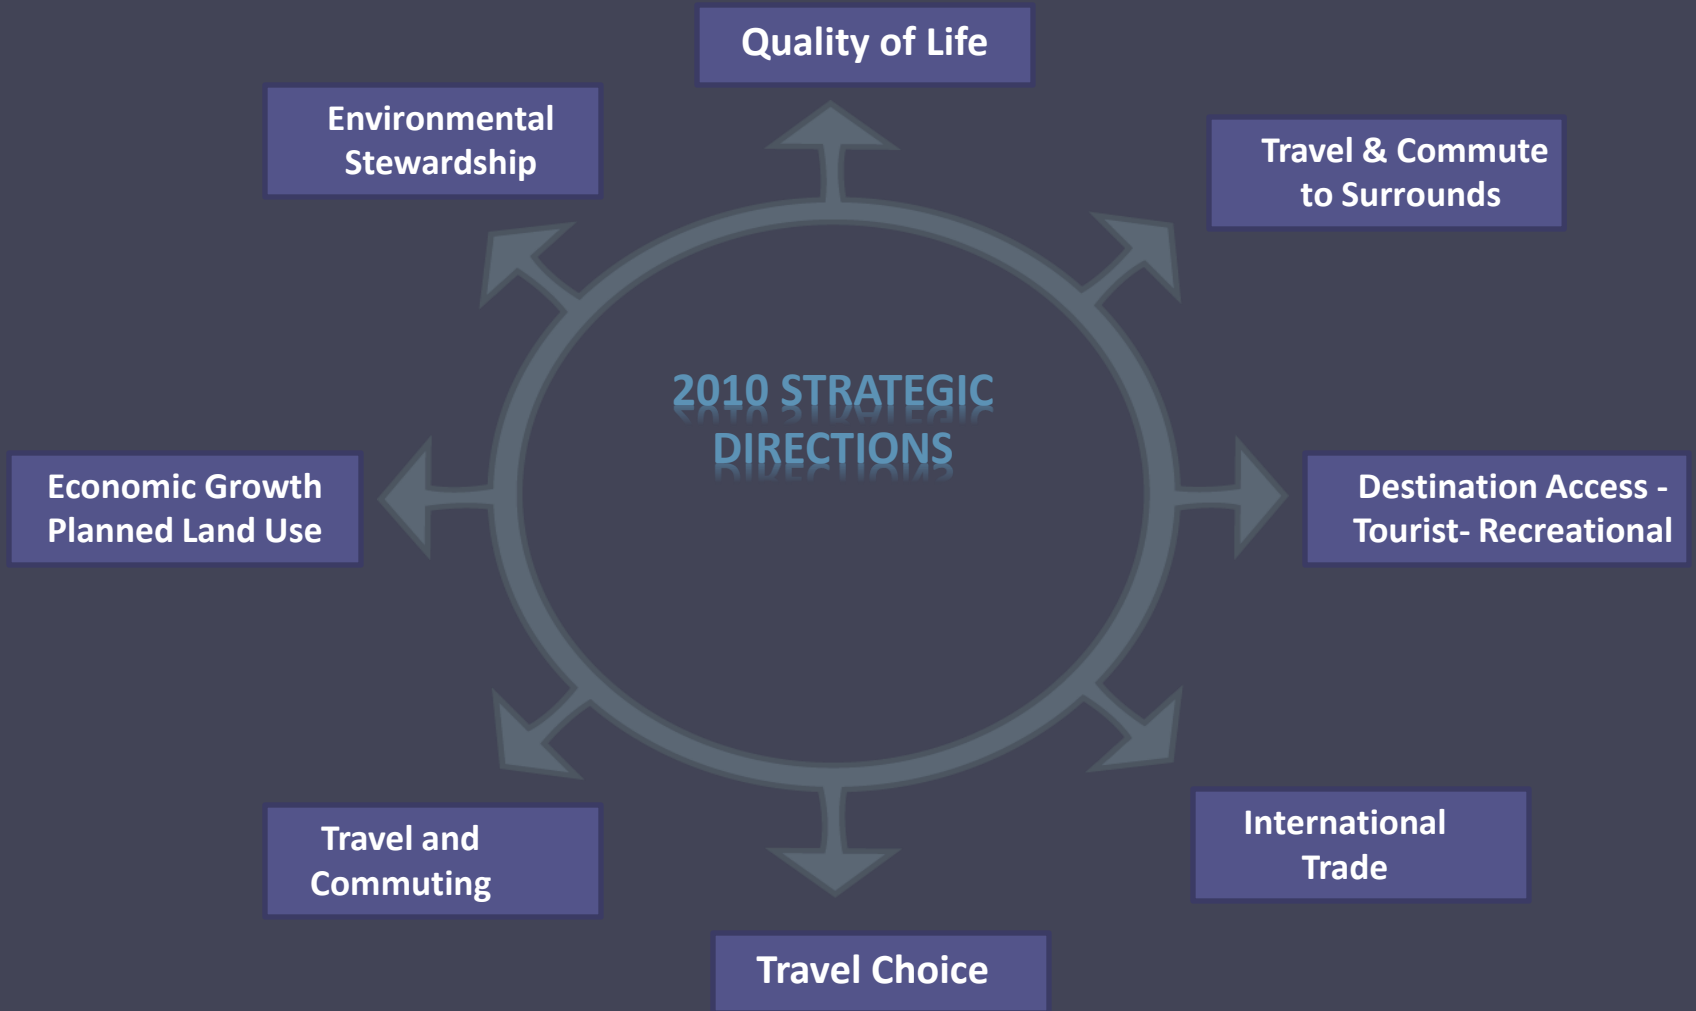 Quality of Life
Environmental
Stewardship
Travel & Commute
to Surrounds
2010 STRATEGIC
DIRECTIONS
Economic Growth
Planned Land Use
Destination Access -
Tourist- Recreational
Travel and
Commuting
International
Trade
Travel Choice